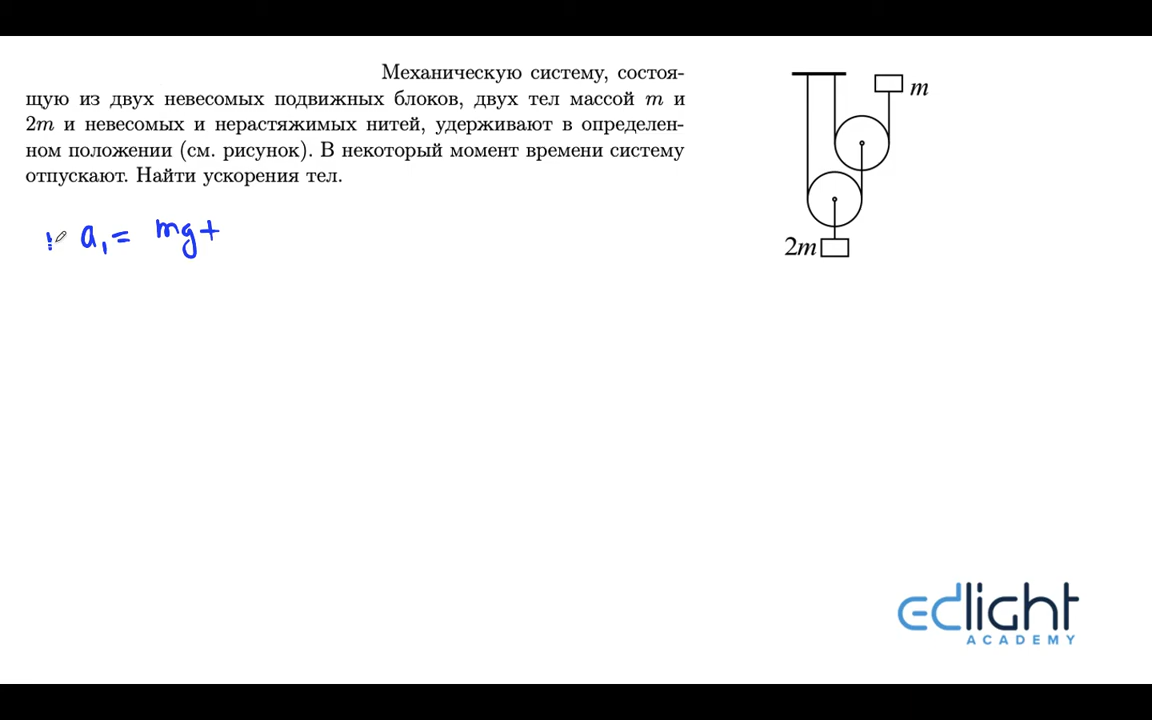 Механическую систему, состоя-
щую из двух невесомых подвижных блоков, двух тел массой m и
2m и невесомых и нерастяжимых нитей, удерживают в определен-
ном положении (см. рисунок). В некоторый момент времени систему
отпускают. Найти ускорения тел.
m
a₁ = mg+
2m
edlight
ACADEMY